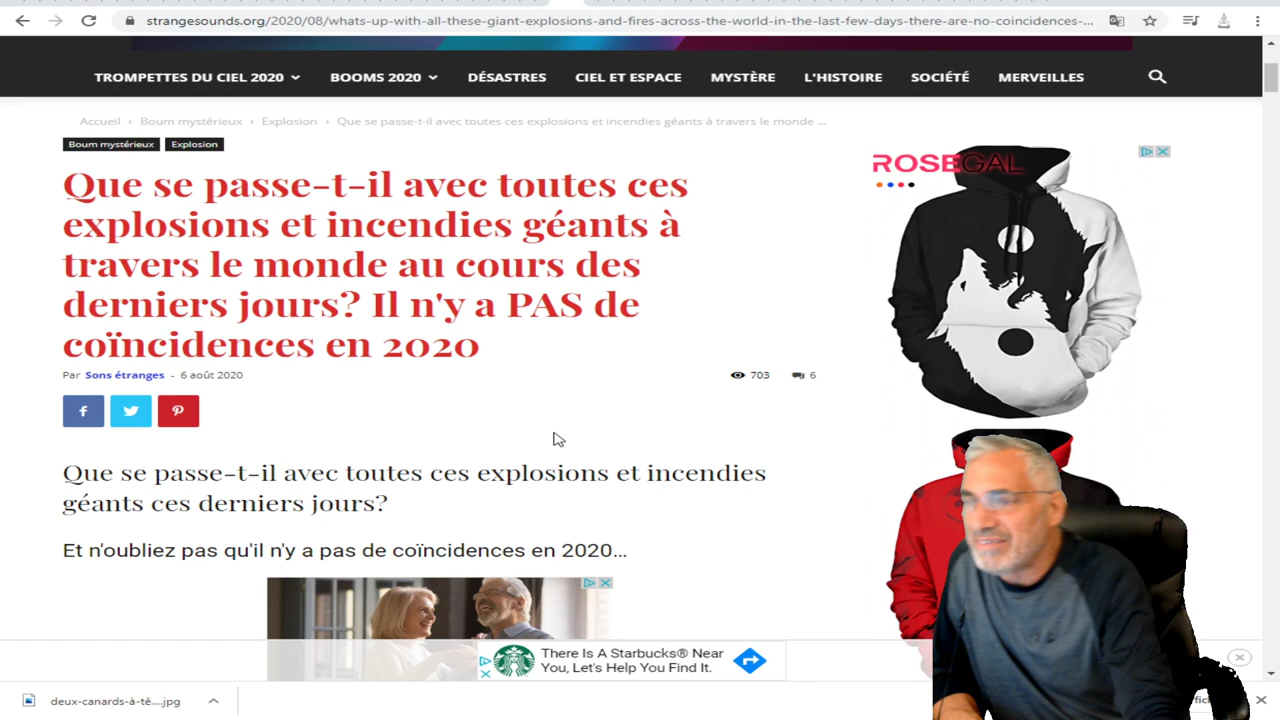 strangesounds.org/2020/08/whats-up-with-all-these-giant-explosions-and-fires-across-the-world-in-the-last-few-days-there-are-no-coincidences-...
TROMPETTES DU CIEL 2020 BOOMS 2020 DÉSASTRES CIEL ET ESPACE MYSTÈRE L'HISTOIRE SOCIÉTÉ MERVEILLES
Accueil > Boum mystérieux > Explosion > Que se passe-t-il avec toutes ces explosions et incendies géants à travers le monde ...
Boum mystérieux Explosion
Que se passe-t-il avec toutes ces
explosions et incendies géants à
travers le monde au cours des
derniers jours? Il n'y a PAS de
coïncidences en 2020
Par Sons étranges - 6 août 2020 703 6
Que se passe-t-il avec toutes ces explosions et incendies
géants ces derniers jours?
Et n'oubliez pas qu'il n'y a pas de coïncidences en 2020...
ROSEGAL
There Is A Starbucks® Near
You, Let's Help You Find It.
deux-canards-à-tê....jpg